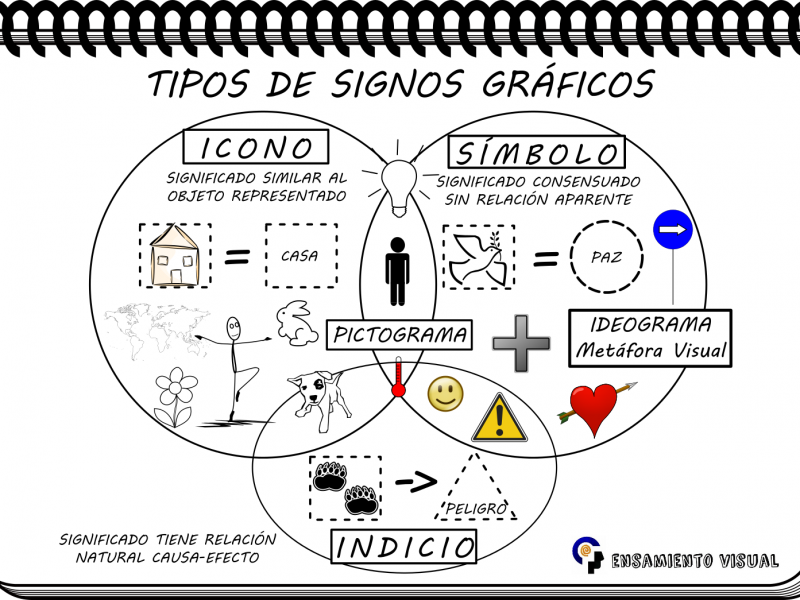 TIPOS DE SIGNOS GRÁFICOS
ICONO
SIGNIFICADO SIMILAR AL
OBJETO REPRESENTADO
SÍMBOLO
SIGNIFICADO CONSENSUADO
SIN RELACIÓN APARENTE
=
CASA
=
PAZ
PICTOGRAMA
IDEOGRAMA
Metáfora Visual
PELIGRO
INDICIO
SIGNIFICADO TIENE RELACIÓN
NATURAL CAUSA-EFECTO
ENSAMIENTO VISUAL